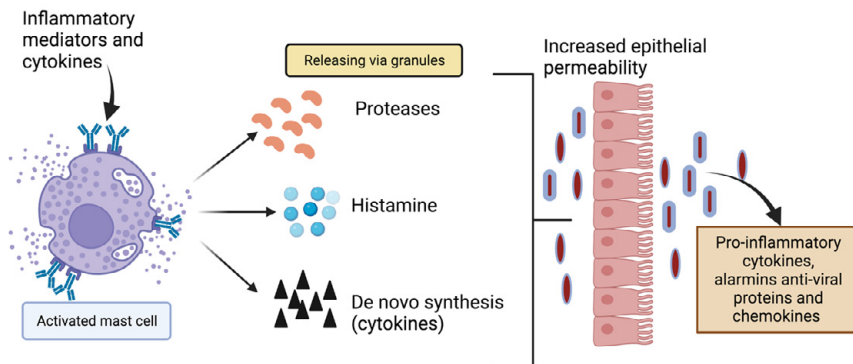 Inflammatory
mediators and
cytokines
Activated mast cell
Releasing via granules
Proteases
Histamine
De novo synthesis
(cytokines)
Increased epithelial
permeability
Pro-inflammatory
cytokines,
alarmins anti-viral
proteins and
chemokines